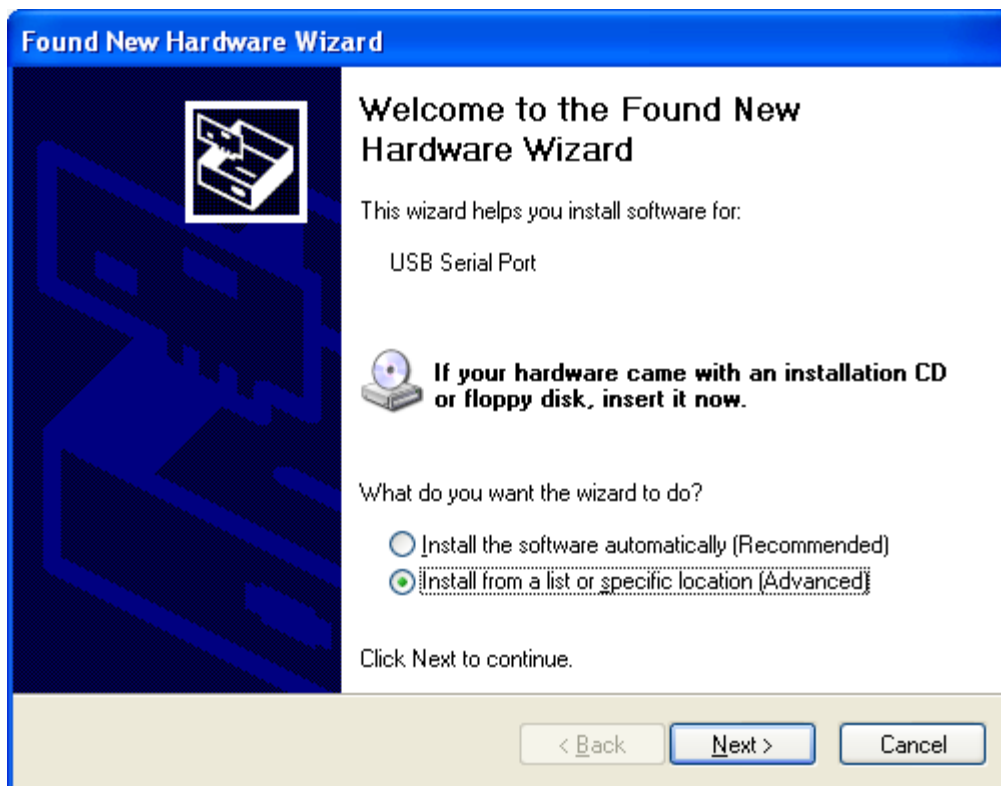 Found New Hardware Wizard
Welcome to the Found New
Hardware Wizard
This wizard helps you install software for:
USB Serial Port
If your hardware came with an installation CD
or floppy disk, insert it now.
What do you want the wizard to do?
Install the software automatically (Recommended)
Install from a list or specific location (Advanced)
Click Next to continue.
< Back
Next >
Cancel